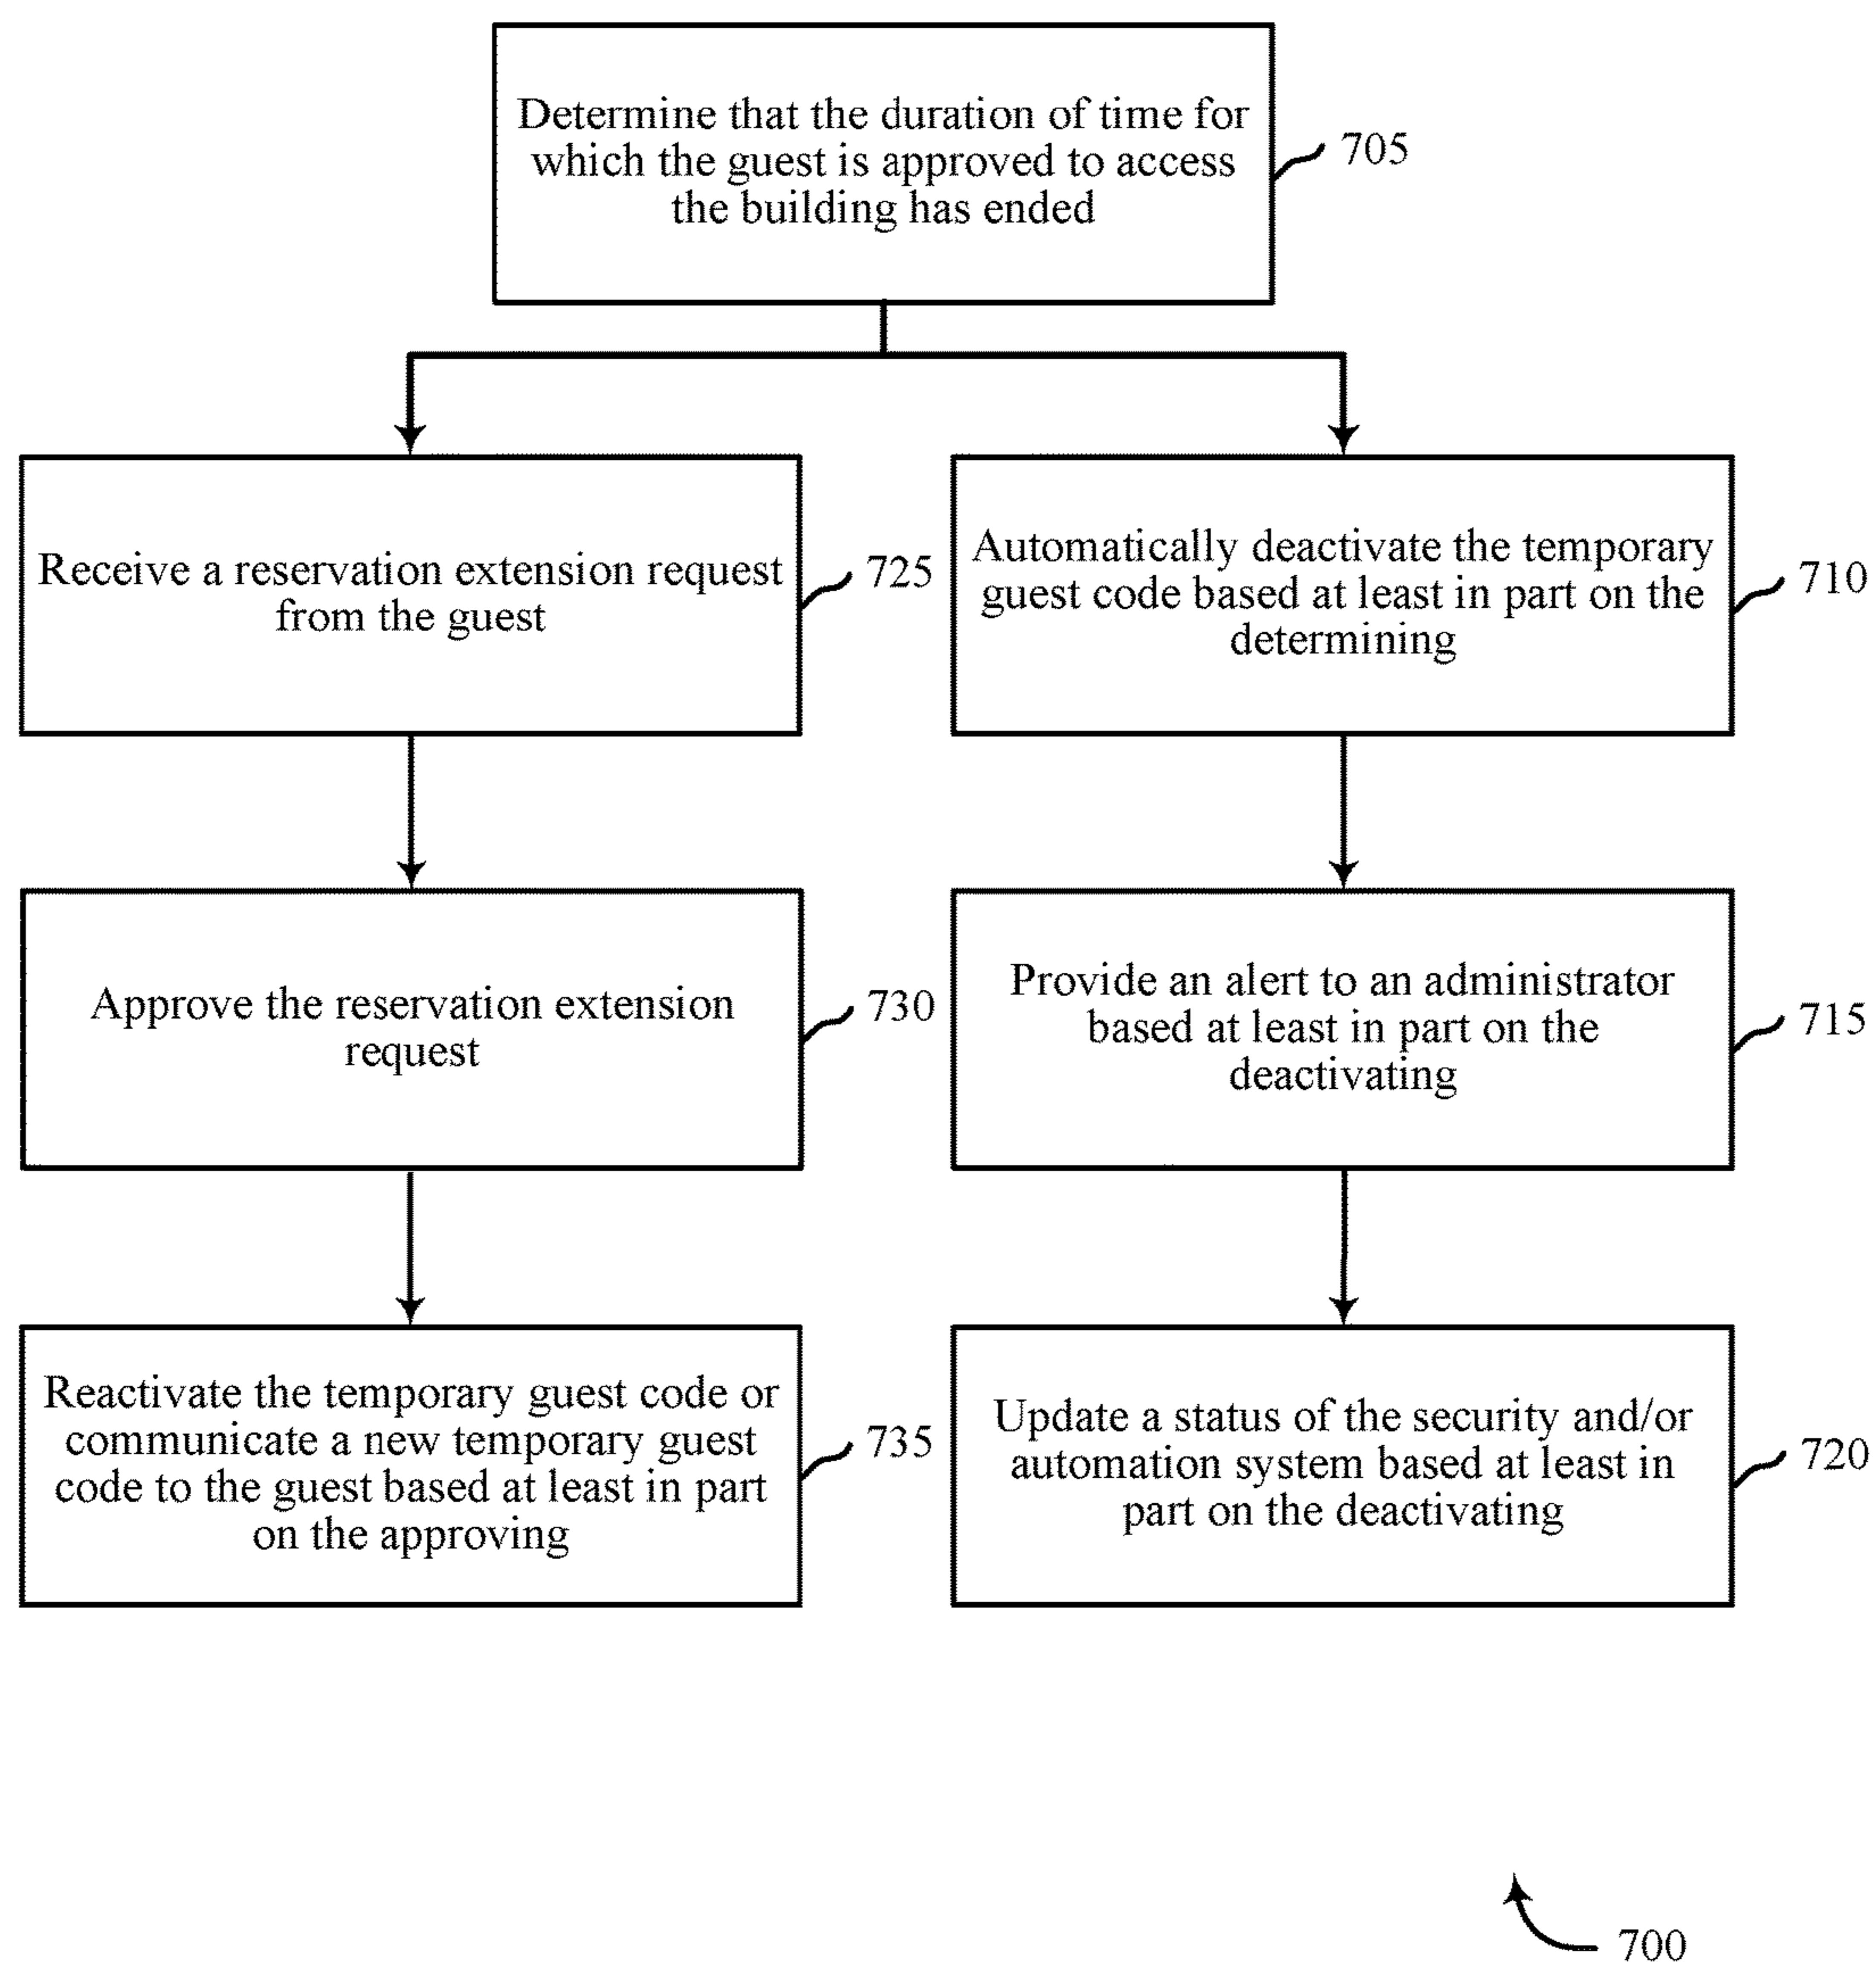 Determine that the duration of time for
which the guest is approved to access
the building has ended
705
Receive a reservation extension request
from the guest
725
Automatically deactivate the temporary
guest code based at least in part on the
determining
710
Approve the reservation extension
request
730
Provide an alert to an administrator
based at least in part on the
deactivating
715
Reactivate the temporary guest code or
communicate a new temporary guest
code to the guest based at least in part
on the approving
735
Update a status of the security and/or
automation system based at least in
part on the deactivating
720
700